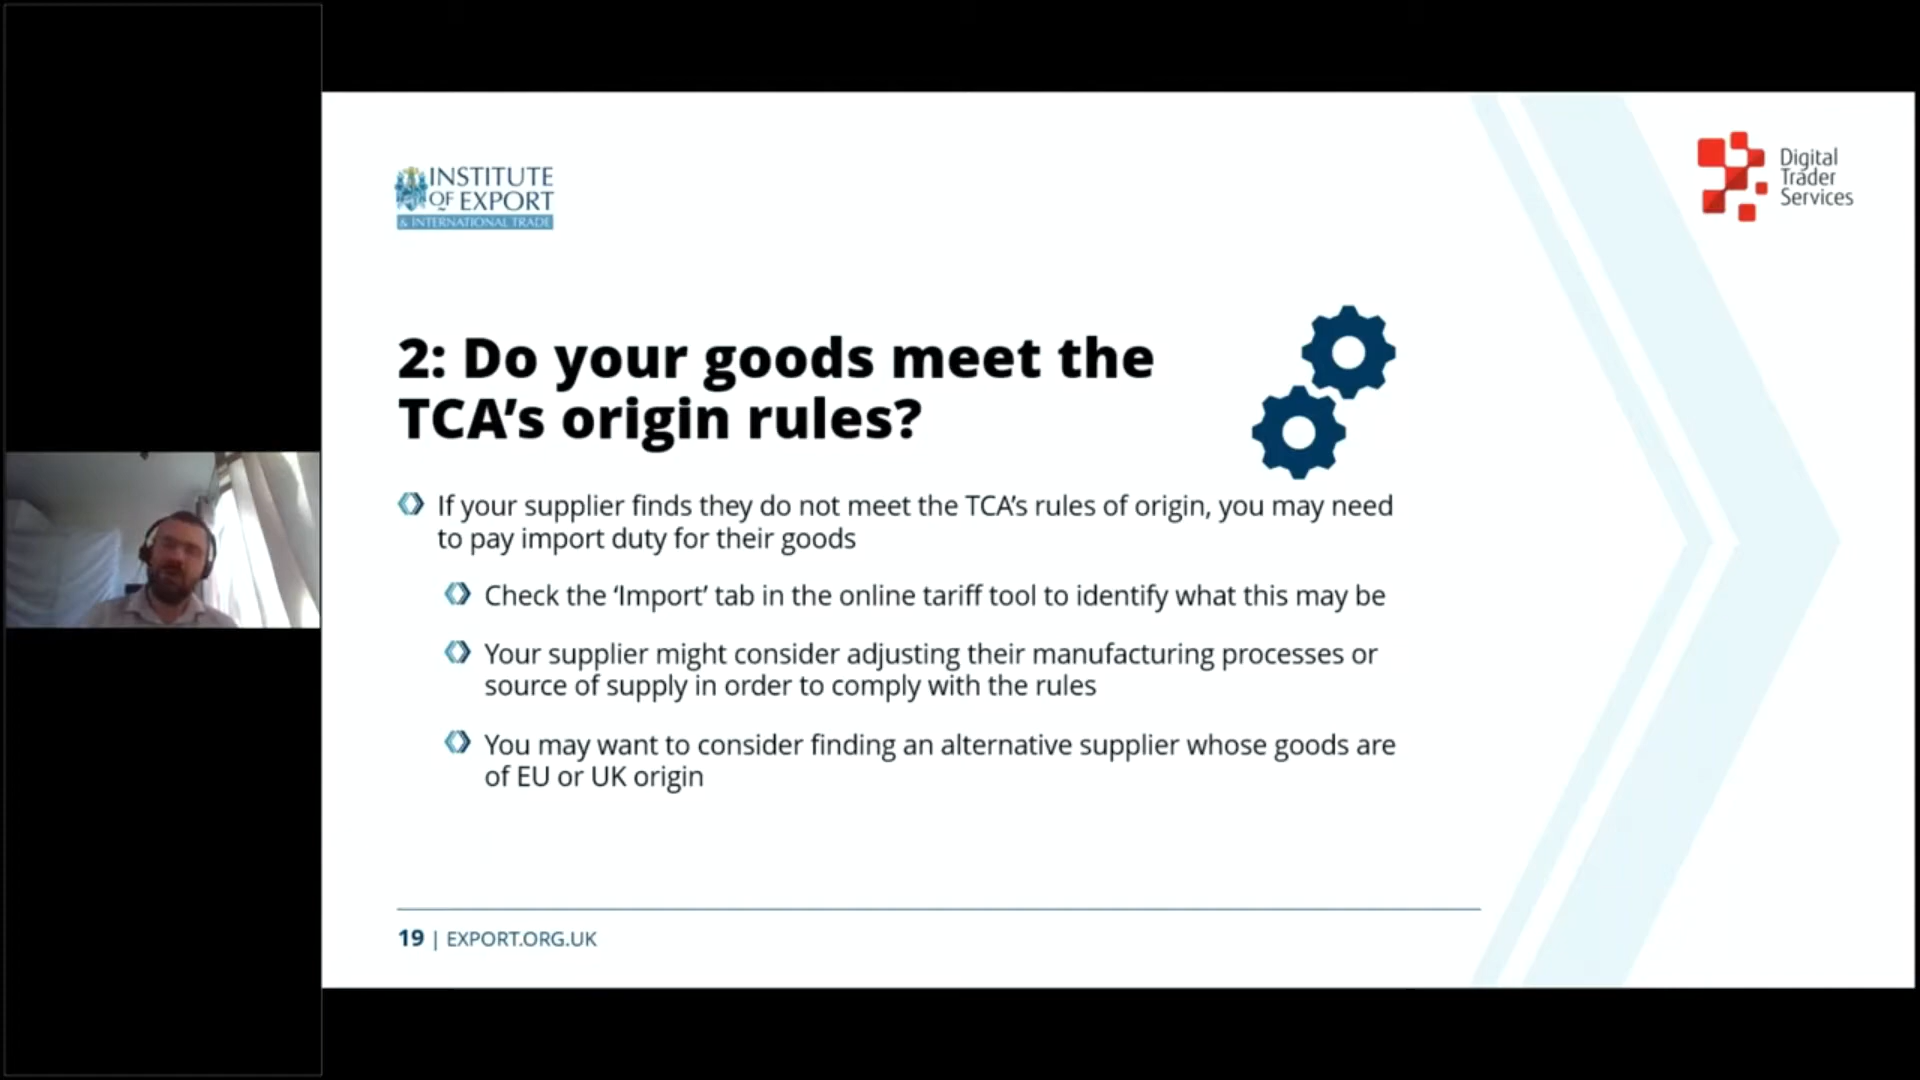 INSTITUTE
OF EXPORT
& INTERNATIONAL TRADE
Digital
Trader
Services
2: Do your goods meet the
TCA’s origin rules?
If your supplier finds they do not meet the TCA’s rules of origin, you may need
to pay import duty for their goods
Check the ‘Import’ tab in the online tariff tool to identify what this may be
Your supplier might consider adjusting their manufacturing processes or
source of supply in order to comply with the rules
You may want to consider finding an alternative supplier whose goods are
of EU or UK origin
19 | EXPORT.ORG.UK